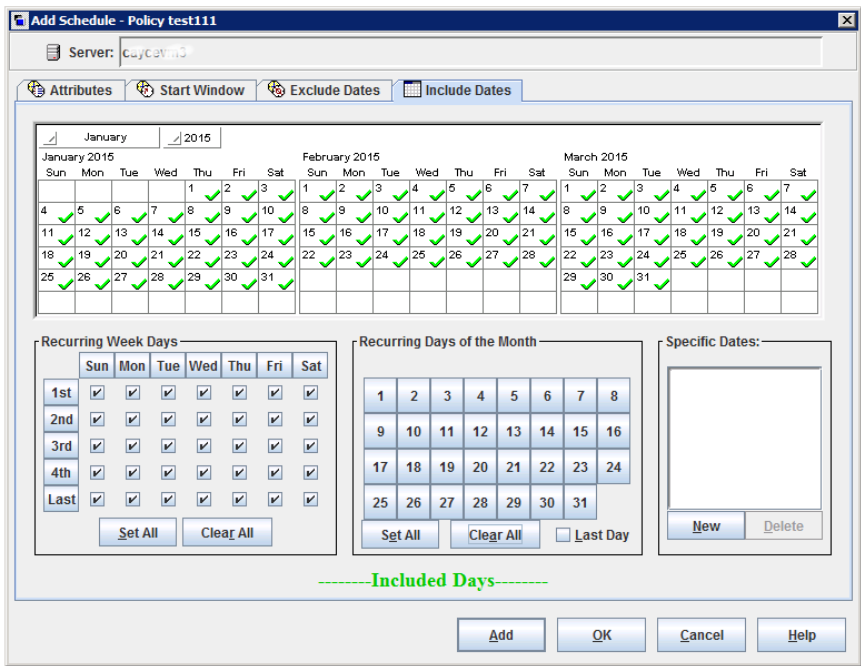 Add Schedule - Policy test111
Server:
Attributes Start Window Exclude Dates Include Dates
January 2015
January 2015 February 2015 March 2015
Sun Mon Tue Wed Thu Fri Sat Sun Mon Tue Wed Thu Fri Sat Sun Mon Tue Wed Thu Fri Sat
1 2 3 1 2 3 4 5 6 7 1 2 3 4 5 6 7
4 5 6 7 8 9 10 8 9 10 11 12 13 14 8 9 10 11 12 13 14
11 12 13 14 15 16 17 15 16 17 18 19 20 21 15 16 17 18 19 20 21
18 19 20 21 22 23 24 22 23 24 25 26 27 28 22 23 24 25 26 27 28
25 26 27 28 29 30 31 29 30 31
Recurring Week Days
Sun Mon Tue Wed Thu Fri Sat
1st
2nd
3rd
4th
Last
Set All Clear All
Recurring Days of the Month
1 2 3 4 5 6 7 8
9 10 11 12 13 14 15 16
17 18 19 20 21 22 23 24
25 26 27 28 29 30 31
Set All Clear All Last Day
Specific Dates:
New Delete
--------Included Days--------
Add OK Cancel Help